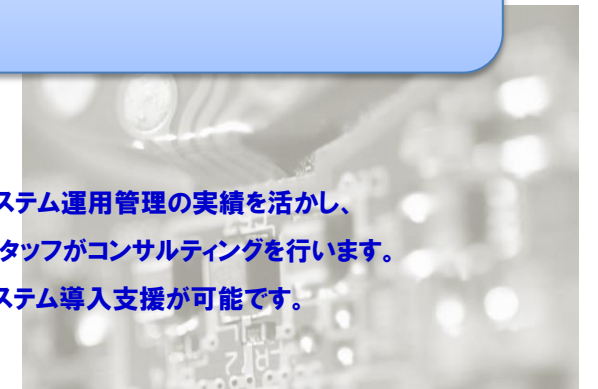 ステム運用管理の実績を活かし、
タッフがコンサルティングを行います。
ステム導入支援が可能です。